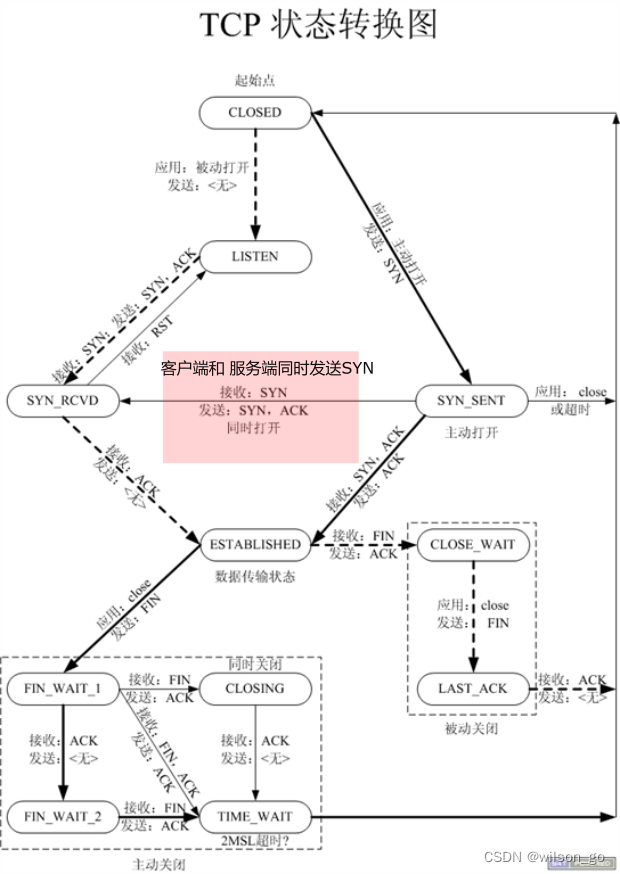 TCP 状态转换图
起始点
CLOSED
应用：被动打开
发送：<无>
应用：主动打开
发送：SYN
LISTEN
接收：SYN；发送：SYN，ACK
接收：RST
客户端和 服务端同时发送SYN
SYN_RCVD
接收：SYN
发送：SYN，ACK
同时打开
SYN_SENT
主动打开
应用： close
或超时
接收：ACK
发送：<无>
接收：SYN，ACK
发送：ACK
ESTABLISHED
数据传输状态
接收：FIN
发送：ACK
CLOSE_WAIT
应用：close
发送： FIN
应用：close
发送： FIN
LAST_ACK
接收：ACK
发送：<无>
被动关闭
同时关闭
FIN_WAIT_1
接收：FIN
发送：ACK
CLOSING
接收：ACK
发送：<无>
接收：FIN，ACK
发送：ACK
接收：ACK
发送：<无>
FIN_WAIT_2
接收：FIN
发送：ACK
TIME_WAIT
2MSL超时？
主动关闭
CSDN @wilson_go